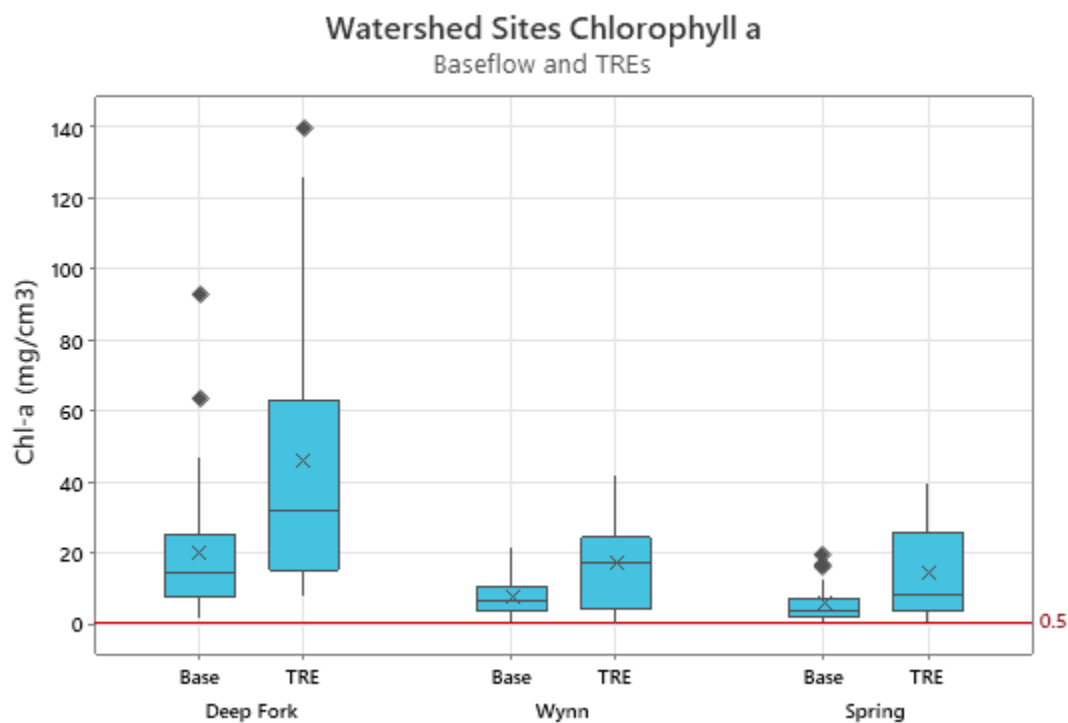 Watershed Sites Chlorophyll a
Baseflow and TREs
Chl-a (mg/cm3)
140
120
100
80
60
40
20
0
0.5
Base TRE Base TRE Base TRE
Deep Fork Wynn Spring